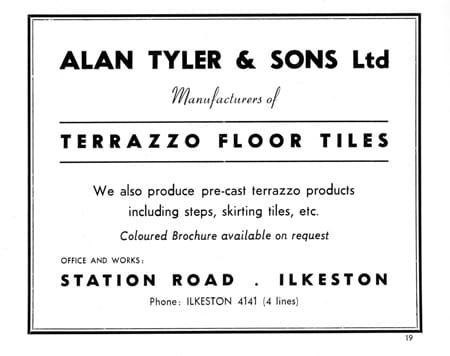 ALAN TYLER & SONS Ltd
Manufacturers of
TERRAZZO FLOOR TILES
We also produce pre-cast terrazzo products
including steps, skirting tiles, etc.
Coloured Brochure available on request
OFFICE AND WORKS:
STATION ROAD . ILKESTON
Phone: ILKESTON 4141 (4 lines)
19